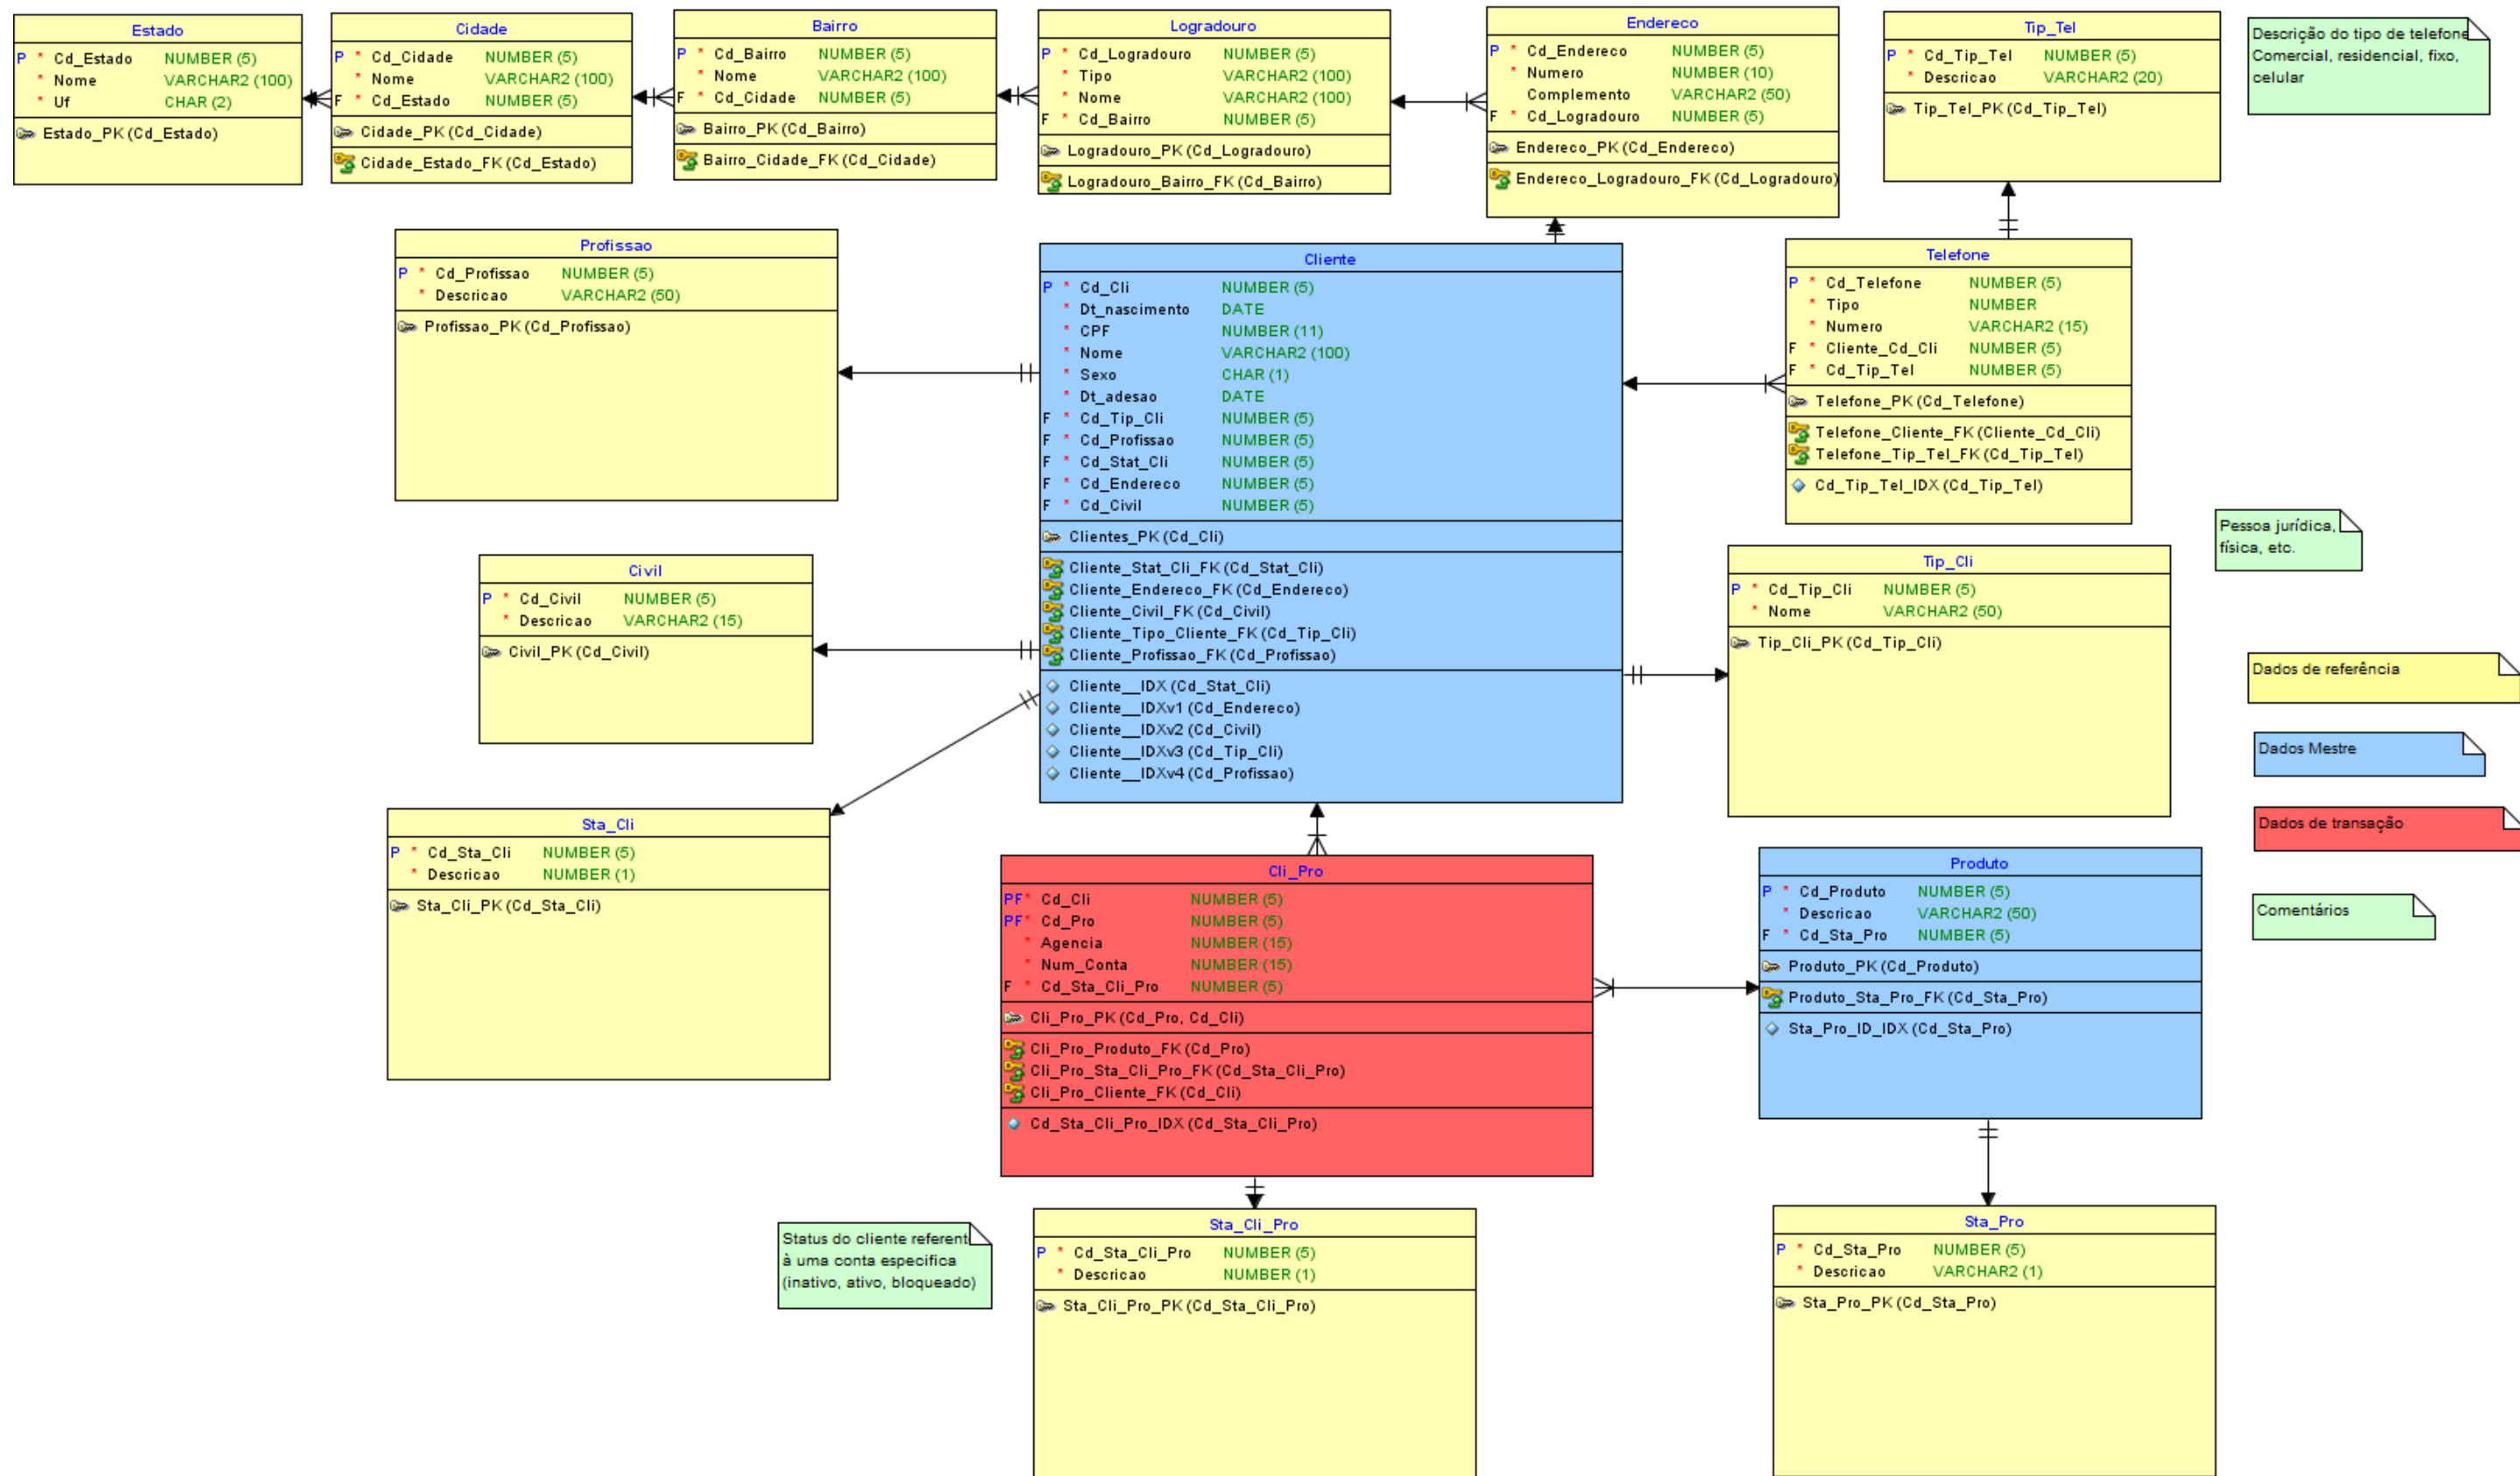 Estado
P * Cd_Estado NUMBER (5)
* Nome VARCHAR2 (100)
* Uf CHAR (2)
Estado_PK (Cd_Estado)
Cidade
P * Cd_Cidade NUMBER (5)
* Nome VARCHAR2 (100)
F * Cd_Estado NUMBER (5)
Cidade_PK (Cd_Cidade)
Cidade_Estado_FK (Cd_Estado)
Bairro
P * Cd_Bairro NUMBER (5)
* Nome VARCHAR2 (100)
F * Cd_Cidade NUMBER (5)
Bairro_PK (Cd_Bairro)
Bairro_Cidade_FK (Cd_Cidade)
Logradouro
P * Cd_Logradouro NUMBER (5)
* Tipo VARCHAR2 (100)
* Nome VARCHAR2 (100)
F * Cd_Bairro NUMBER (5)
Logradouro_PK (Cd_Logradouro)
Logradouro_Bairro_FK (Cd_Bairro)
Endereco
P * Cd_Endereco NUMBER (5)
* Numero NUMBER (10)
Complemento VARCHAR2 (50)
F * Cd_Logradouro NUMBER (5)
Endereco_PK (Cd_Endereco)
Endereco_Logradouro_FK (Cd_Logradouro)
Tip_Tel
P * Cd_Tip_Tel NUMBER (5)
* Descricao VARCHAR2 (20)
Tip_Tel_PK (Cd_Tip_Tel)
Descrição do tipo de telefone
Comercial, residencial, fixo,
celular
Profissao
P * Cd_Profissao NUMBER (5)
* Descricao VARCHAR2 (50)
Profissao_PK (Cd_Profissao)
Cliente
P * Cd_Cli NUMBER (5)
* Dt_nascimento DATE
* CPF NUMBER (11)
* Nome VARCHAR2 (100)
* Sexo CHAR (1)
* Dt_adesao DATE
F * Cd_Tip_Cli NUMBER (5)
F * Cd_Profissao NUMBER (5)
F * Cd_Stat_Cli NUMBER (5)
F * Cd_Endereco NUMBER (5)
F * Cd_Civil NUMBER (5)
Clientes_PK (Cd_Cli)
Cliente_Stat_Cli_FK (Cd_Stat_Cli)
Cliente_Endereco_FK (Cd_Endereco)
Cliente_Civil_FK (Cd_Civil)
Cliente_Tipo_Cliente_FK (Cd_Tip_Cli)
Cliente_Profissao_FK (Cd_Profissao)
Cliente__IDX (Cd_Stat_Cli)
Cliente__IDXv1 (Cd_Endereco)
Cliente__IDXv2 (Cd_Civil)
Cliente__IDXv3 (Cd_Tip_Cli)
Cliente__IDXv4 (Cd_Profissao)
Telefone
P * Cd_Telefone NUMBER (5)
* Tipo NUMBER
* Numero VARCHAR2 (15)
F * Cliente_Cd_Cli NUMBER (5)
F * Cd_Tip_Tel NUMBER (5)
Telefone_PK (Cd_Telefone)
Telefone_Cliente_FK (Cliente_Cd_Cli)
Telefone_Tip_Tel_FK (Cd_Tip_Tel)
Cd_Tip_Tel_IDX (Cd_Tip_Tel)
Pessoa jurídica,
física, etc.
Civil
P * Cd_Civil NUMBER (5)
* Descricao VARCHAR2 (15)
Civil_PK (Cd_Civil)
Tip_Cli
P * Cd_Tip_Cli NUMBER (5)
* Nome VARCHAR2 (50)
Tip_Cli_PK (Cd_Tip_Cli)
Dados de referência
Dados Mestre
Dados de transação
Comentários
Sta_Cli
P * Cd_Sta_Cli NUMBER (5)
* Descricao NUMBER (1)
Sta_Cli_PK (Cd_Sta_Cli)
Cli_Pro
PF * Cd_Cli NUMBER (5)
PF * Cd_Pro NUMBER (5)
* Agencia NUMBER (15)
* Num_Conta NUMBER (15)
F * Cd_Sta_Cli_Pro NUMBER (5)
Cli_Pro_PK (Cd_Pro, Cd_Cli)
Cli_Pro_Produto_FK (Cd_Pro)
Cli_Pro_Sta_Cli_Pro_FK (Cd_Sta_Cli_Pro)
Cli_Pro_Cliente_FK (Cd_Cli)
Cd_Sta_Cli_Pro_IDX (Cd_Sta_Cli_Pro)
Produto
P * Cd_Produto NUMBER (5)
* Descricao VARCHAR2 (50)
F * Cd_Sta_Pro NUMBER (5)
Produto_PK (Cd_Produto)
Produto_Sta_Pro_FK (Cd_Sta_Pro)
Sta_Pro_ID_IDX (Cd_Sta_Pro)
Status do cliente referent
à uma conta especifica
(inativo, ativo, bloqueado)
Sta_Cli_Pro
P * Cd_Sta_Cli_Pro NUMBER (5)
* Descricao NUMBER (1)
Sta_Cli_Pro_PK (Cd_Sta_Cli_Pro)
Sta_Pro
P * Cd_Sta_Pro NUMBER (5)
* Descricao VARCHAR2 (1)
Sta_Pro_PK (Cd_Sta_Pro)